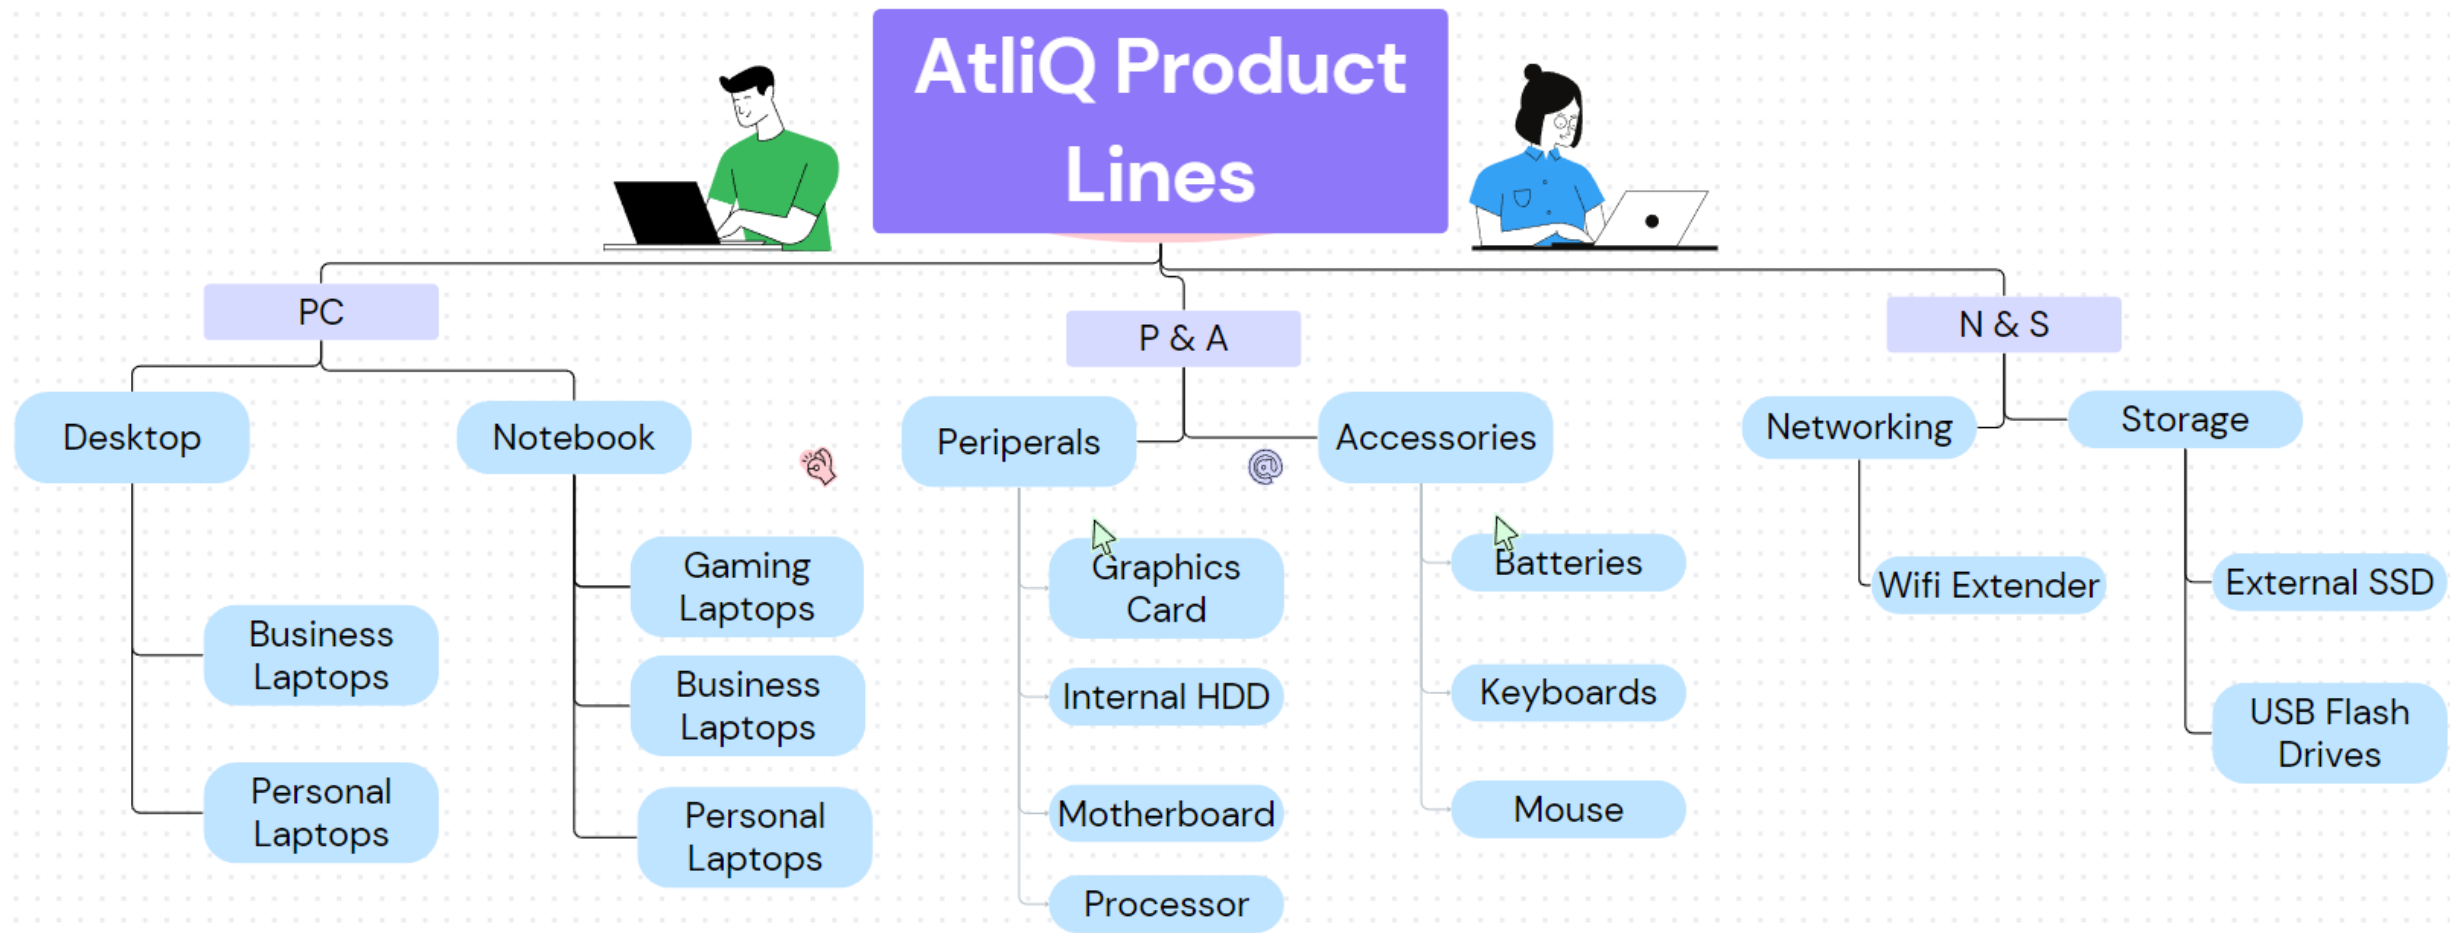 AtliQ Product
Lines
PC
P & A
N & S
Desktop
Notebook
Periperals
Accessories
Networking
Storage
Business
Laptops
Personal
Laptops
Gaming
Laptops
Business
Laptops
Personal
Laptops
Graphics
Card
Internal HDD
Motherboard
Processor
Batteries
Keyboards
Mouse
Wifi Extender
External SSD
USB Flash
Drives